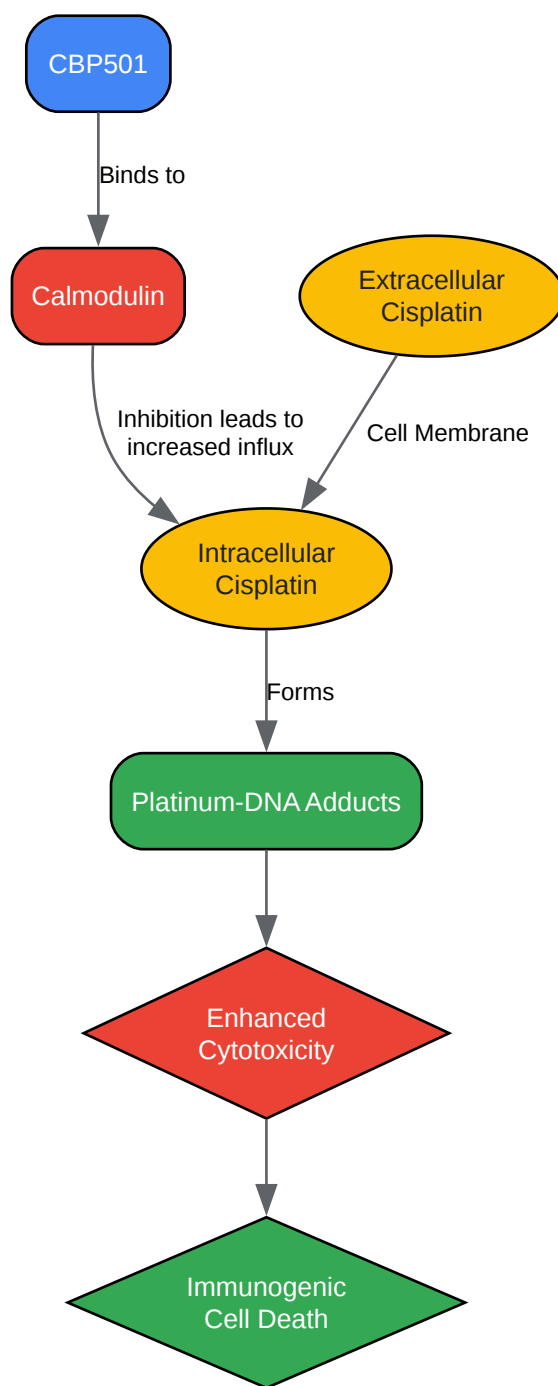 CBP501
Binds to
Calmodulin
Extracellular
Cisplatin
Inhibition leads to
increased influx
Cell Membrane
Intracellular
Cisplatin
Forms
Platinum-DNA Adducts
Enhanced
Cytotoxicity
Immunogenic
Cell Death